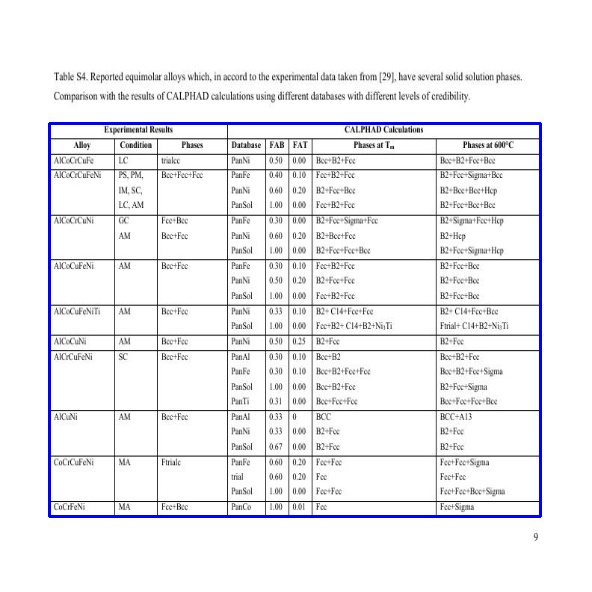 Table S4. Reported equimolar alloys which, in accord to the experimental data taken from [29], have several solid solution phases.
Comparison with the results of CALPHAD calculations using different databases with different levels of credibility.
Experimental Results CALPHAD Calculations
Alloy Condition Phases Database FAB FAT Phases at Tm Phases at 600°C
AlCoCrCuFe LC trialcc PanNi 0.50 0.00 Bcc+B2+Fcc Bcc+B2+Fcc+Bcc
AlCoCrCuFeNi PS, PM, Bcc+Fcc+Fcc PanFe 0.40 0.10 Fcc+B2+Fcc B2+Fcc+Sigma+Bcc
IM, SC, PanNi 0.60 0.20 B2+Fcc+Bcc B2+Bcc+Bcc+Hcp
LC, AM PanSol 1.00 0.00 Fcc+B2+Fcc B2+Fcc+Bcc+Bcc
AlCoCrCuNi GC Fcc+Bcc PanFe 0.30 0.00 B2+Fcc+Sigma+Fcc B2+Sigma+Fcc+Hcp
AM Bcc+Fcc PanNi 0.60 0.20 B2+Bcc+Fcc B2+Hcp
PanSol 1.00 0.00 B2+Fcc+Fcc+Bcc B2+Fcc+Sigma+Hcp
AlCoCuFeNi AM Bcc+Fcc PanFe 0.30 0.10 Fcc+B2+Fcc B2+Fcc+Bcc
PanNi 0.50 0.20 B2+Fcc+Fcc B2+Fcc+Bcc
PanSol 1.00 0.00 Fcc+B2+Fcc B2+Fcc+Bcc
AlCoCuFeNiTi AM Bcc+Fcc PanNi 0.33 0.10 B2+ C14+Fcc+Fcc B2+ C14+Fcc+Bcc
PanSol 1.00 0.00 Fcc+B2+ C14+B2+Ni3Ti Ftrial+ C14+B2+Ni3Ti
AlCoCuNi AM Bcc+Fcc PanNi 0.50 0.25 B2+Fcc B2+Fcc
AlCrCuFeNi SC Bcc+Fcc PanAl 0.30 0.10 Bcc+B2 Bcc+B2+Fcc
PanFe 0.30 0.10 Bcc+B2+Fcc+Fcc Bcc+B2+Fcc+Sigma
PanSol 1.00 0.00 Bcc+B2+Fcc B2+Fcc+Sigma
PanTi 0.31 0.00 Bcc+Fcc+Fcc Bcc+Fcc+Fcc+Bcc
AlCuNi AM Bcc+Fcc PanAl 0.33 0 BCC BCC+A13
PanNi 0.33 0.00 B2+Fcc B2+Fcc
PanSol 0.67 0.00 B2+Fcc B2+Fcc
CoCrCuFeNi MA Ftrialc PanFe 0.60 0.20 Fcc+Fcc Fcc+Fcc+Sigma
trial 0.60 0.20 Fcc Fcc+Fcc
PanSol 1.00 0.00 Fcc+Fcc Fcc+Fcc+Bcc+Sigma
CoCrFeNi MA Fcc+Bcc PanCo 1.00 0.01 Fcc Fcc+Sigma
9